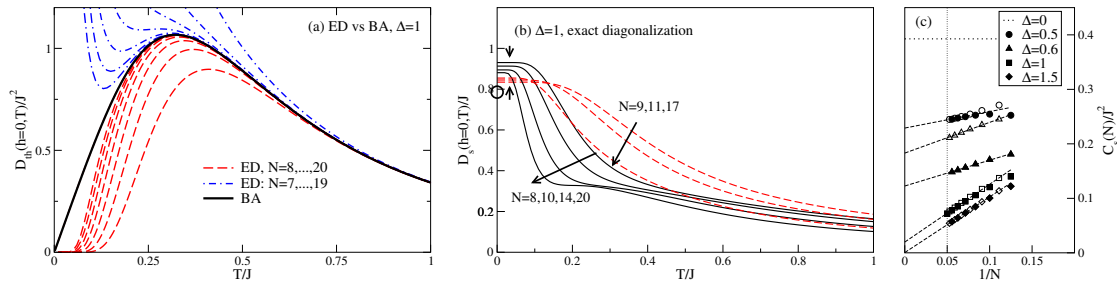 (a) ED vs BA, Δ=1
D_th(h=0,T)/J²
1
0.5
0
ED, N=8,...,20
ED: N=7,...,19
BA
0 0.25 0.5 0.75 1
T/J
(b) Δ=1, exact diagonalization
D_s(h=0,T)/J
1
0.8
0.6
0.4
0.2
0
N=9,11,17
N=8,10,14,20
0 0.2 0.4 0.6 0.8 1
T/J
(c)
Δ=0
Δ=0.5
Δ=0.6
Δ=1
Δ=1.5
0.4
0.3
0.2
0.1
0
C_s(N)/J²
0 0.05 0.1 0.15
1/N